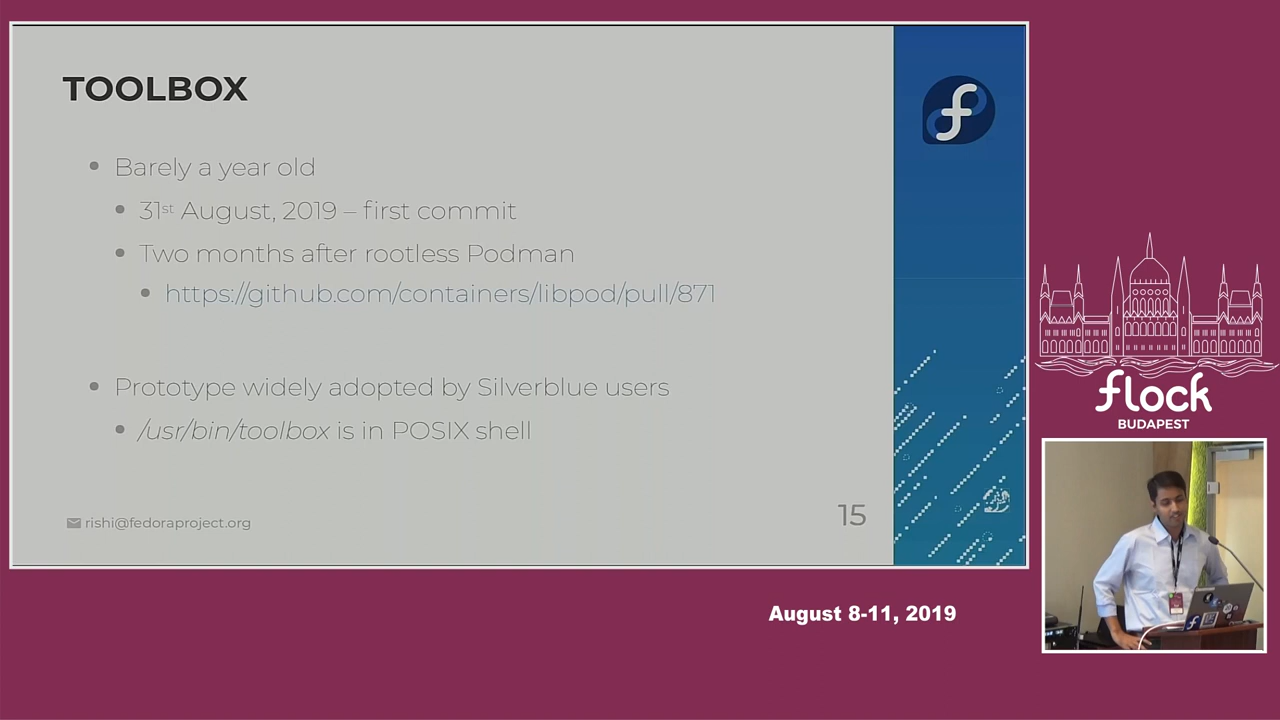 TOOLBOX
Barely a year old
31st August, 2019 – first commit
Two months after rootless Podman
https://github.com/containers/libpod/pull/871
Prototype widely adopted by Silverblue users
/usr/bin/toolbox is in POSIX shell
rishi@fedoraproject.org
15
flock
BUDAPEST
August 8-11, 2019